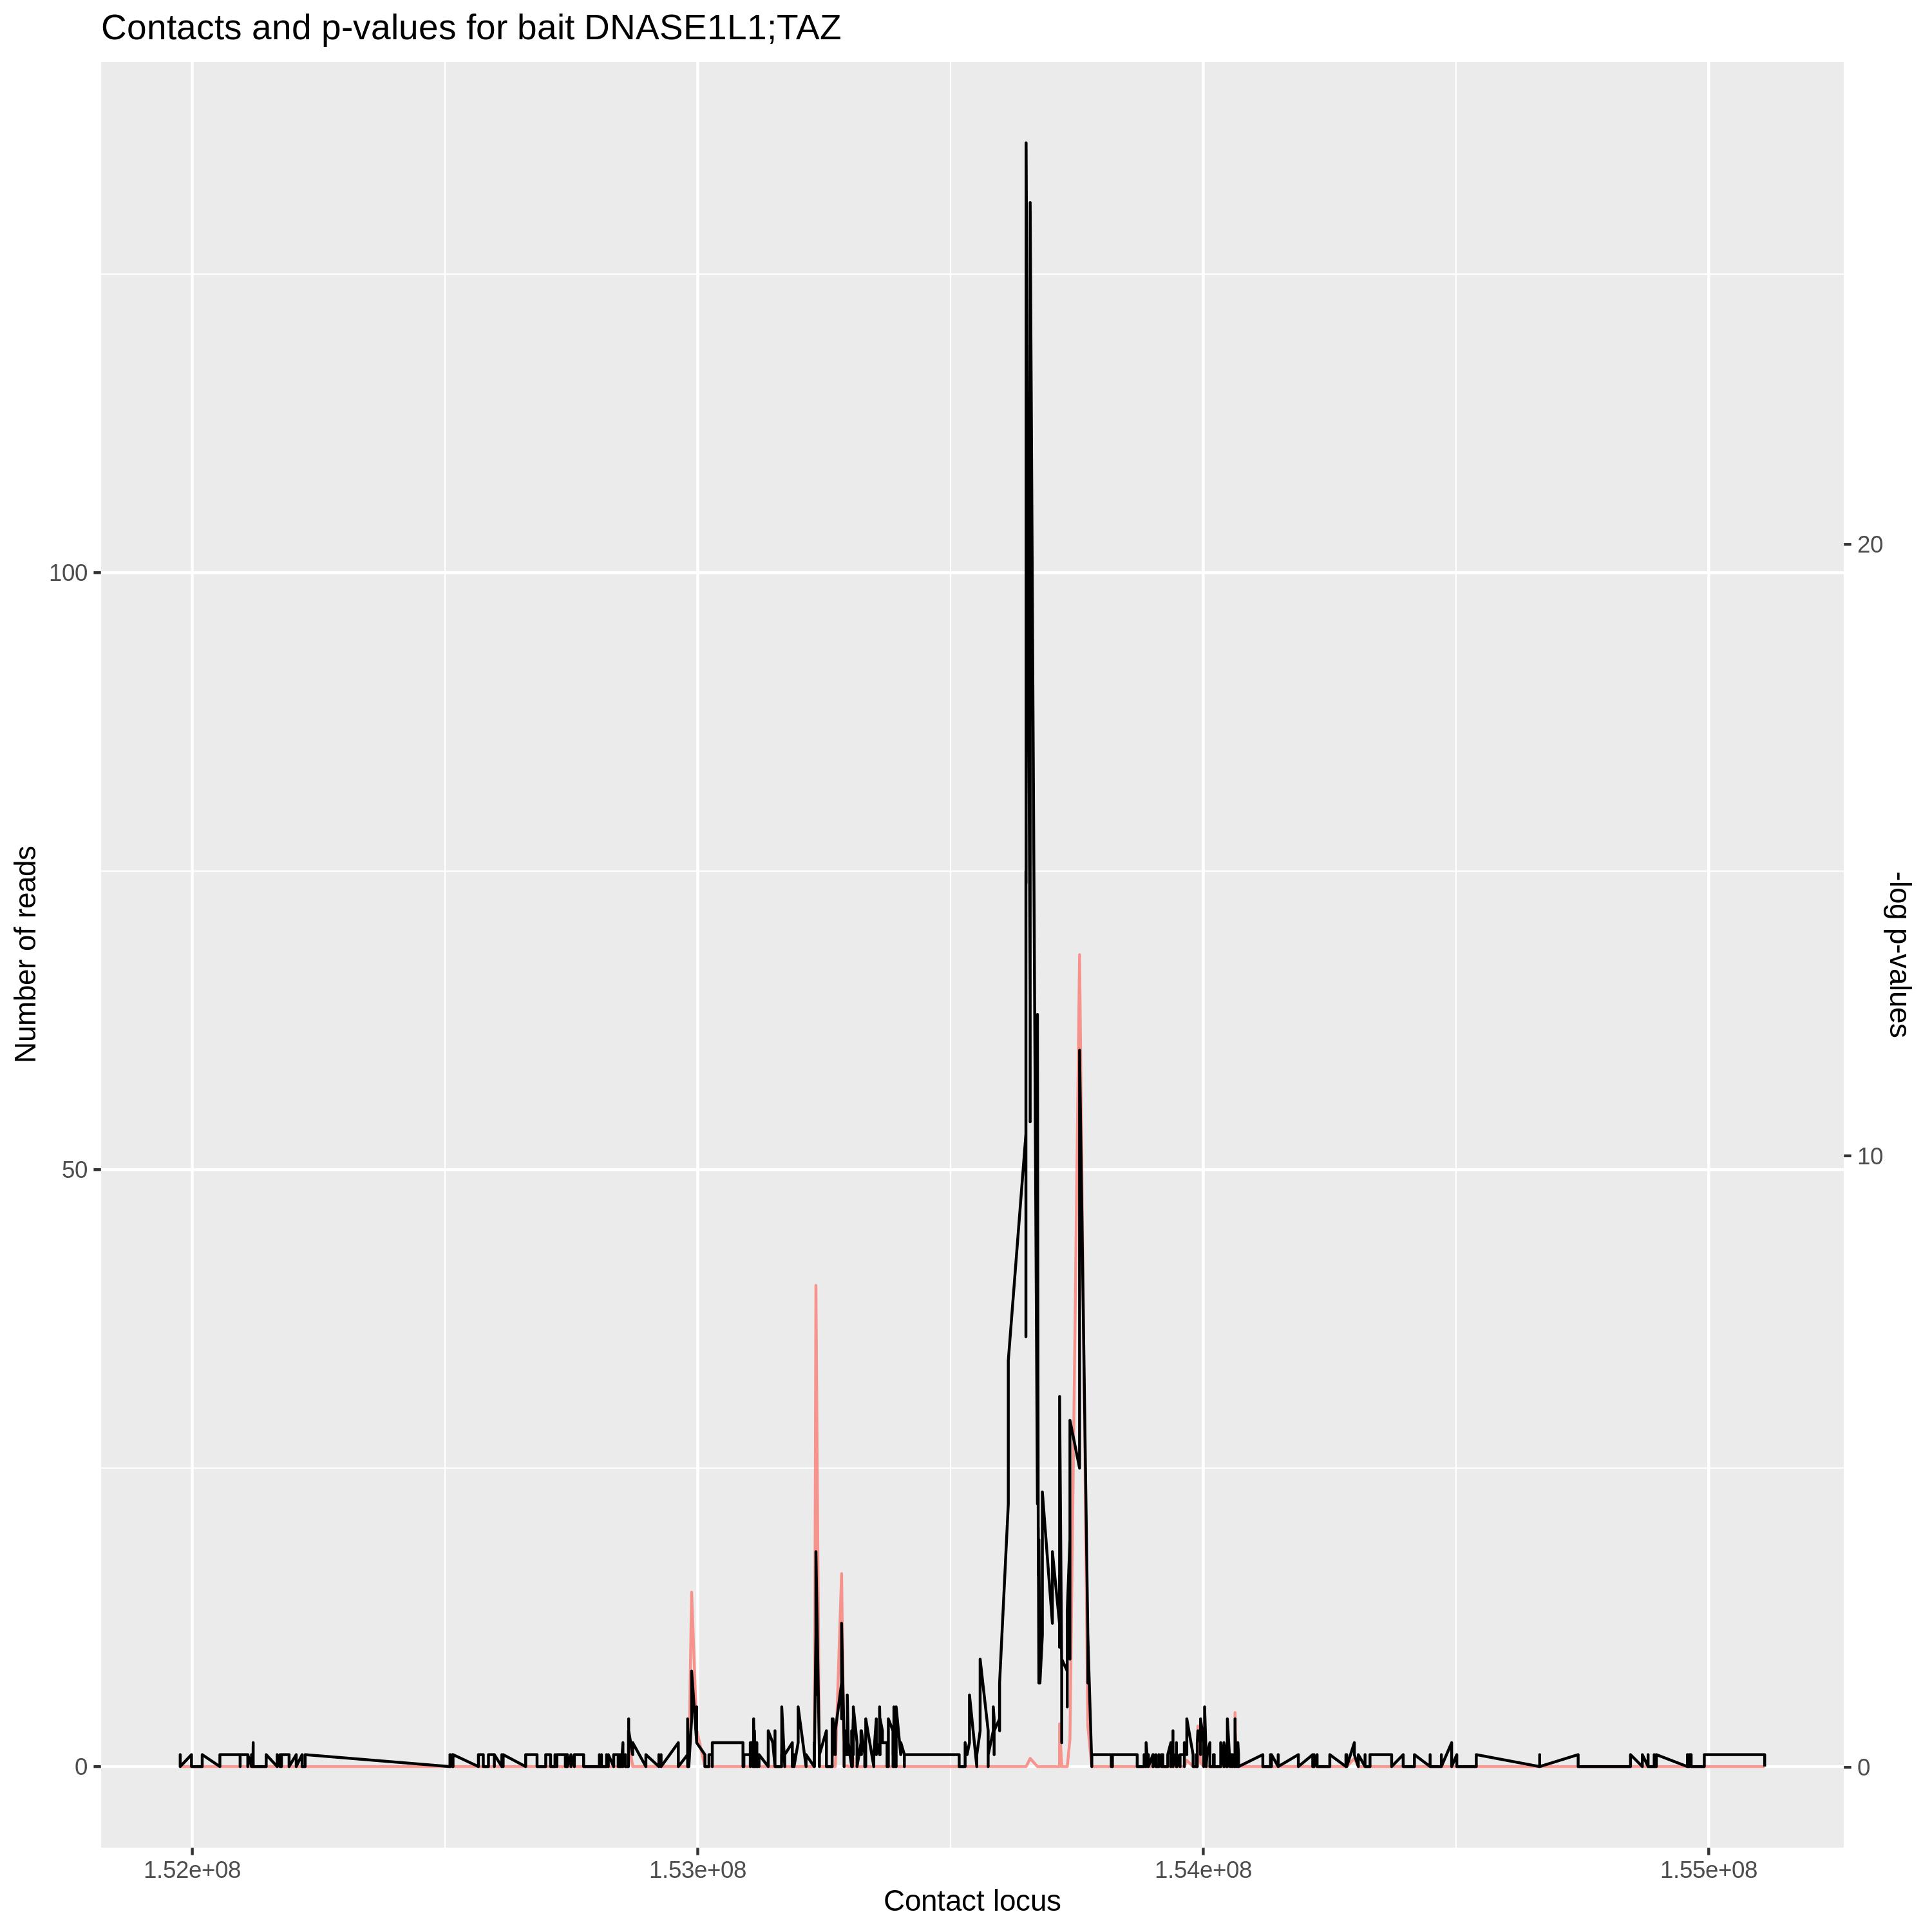 Contacts and p-values for bait DNASE1L1;TAZ
Number of reads
100
50
0
20
10
0
-log p-values
1.52e+08 1.53e+08 1.54e+08 1.55e+08
Contact locus